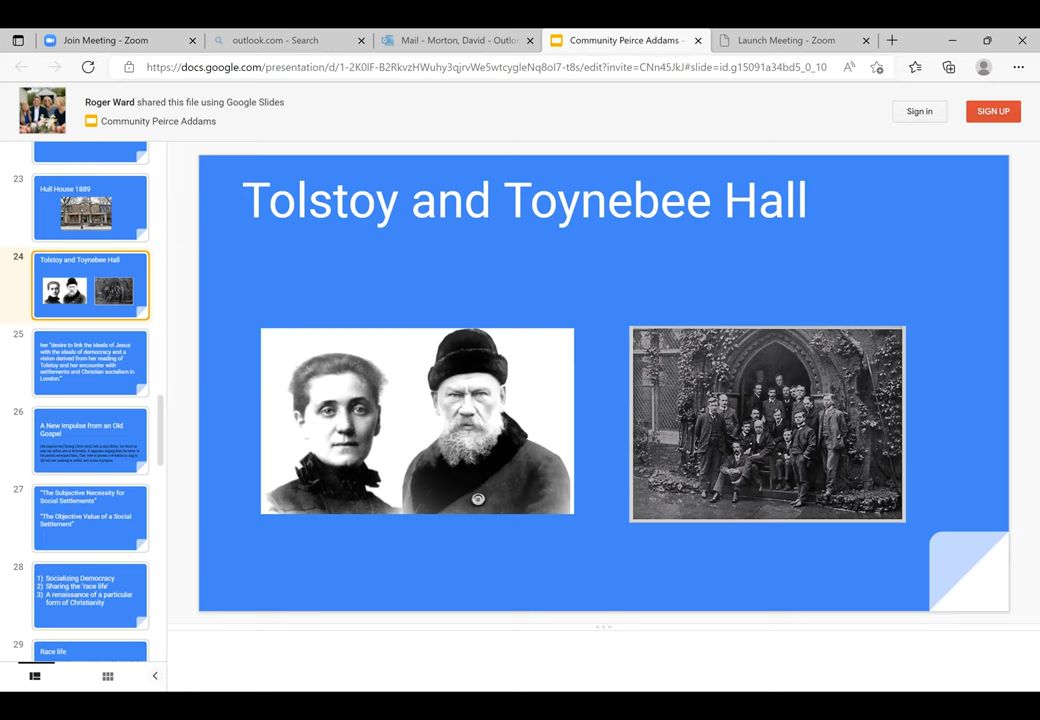 Join Meeting - Zoom
outlook.com - Search
Mail - Morton, David - Outlo
Community Peirce Addams -
Launch Meeting - Zoom
https://docs.google.com/presentation/d/1-2K0lF-B2RkvzHWuhy3qjrvWe5wtcygleNq8oI7-t8s/edit?invite=CNn45JkJ#slide=id.g15091a34bd5_0_10
Roger Ward shared this file using Google Slides
Community Peirce Addams
Sign in
SIGN UP
23
Hull House 1889
24
Tolstoy and Toynebee Hall
25
her "desire to link the ideals of Jesus
with the ideals of democracy and a
vision derived from her reading of
Tolstoy and her encounter with
settlements and Christian socialism in
London."
26
A New Impulse from an Old
Gospel
27
"The Subjective Necessity for
Social Settlements"
"The Objective Value of a Social
Settlement"
28
1) Socializing Democracy
2) Sharing the 'race life'
3) A renaissance of a particular
form of Christianity
29
Race life
Tolstoy and Toynebee Hall